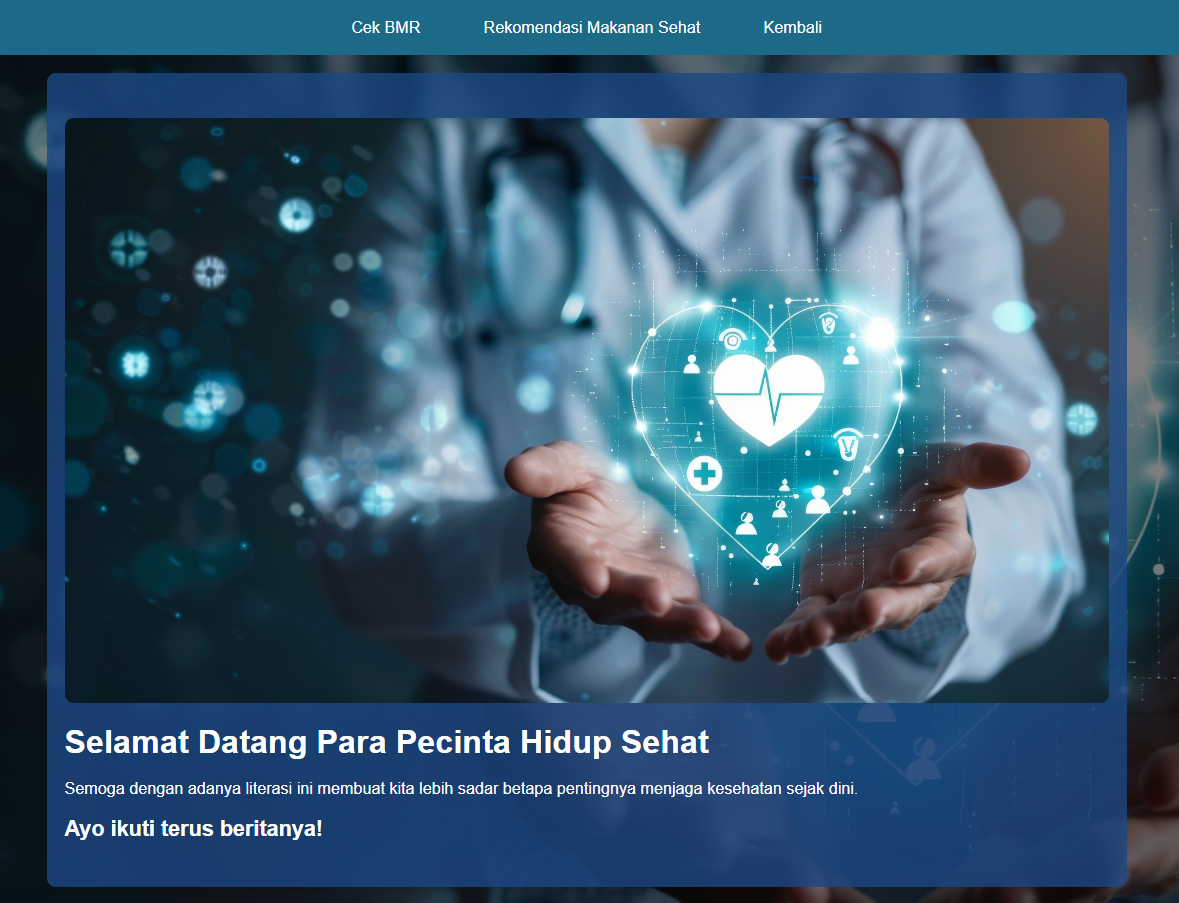 Cek BMR Rekomendasi Makanan Sehat Kembali
Selamat Datang Para Pecinta Hidup Sehat
Semoga dengan adanya literasi ini membuat kita lebih sadar betapa pentingnya menjaga kesehatan sejak dini.
Ayo ikuti terus beritanya!